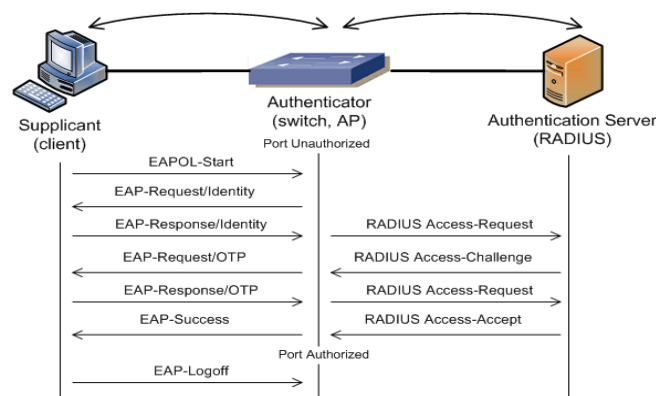 Supplicant
(client)
Authenticator
(switch, AP)
Authentication Server
(RADIUS)
Port Unauthorized
EAPOL-Start
EAP-Request/Identity
EAP-Response/Identity
RADIUS Access-Request
EAP-Request/OTP
RADIUS Access-Challenge
EAP-Response/OTP
RADIUS Access-Request
EAP-Success
RADIUS Access-Accept
Port Authorized
EAP-Logoff